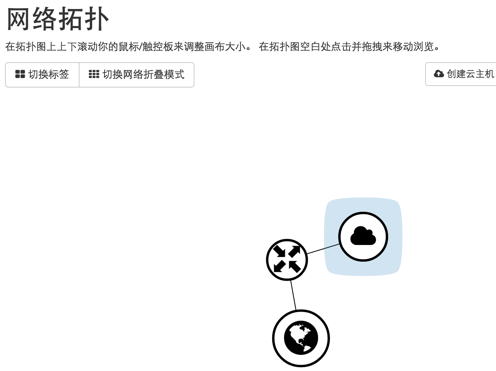 网络拓扑
在拓扑图上上下滚动你的鼠标/触控板来调整画布大小。 在拓扑图空白处点击并拖拽来移动浏览。
切换标签 切换网络折叠模式 创建云主机